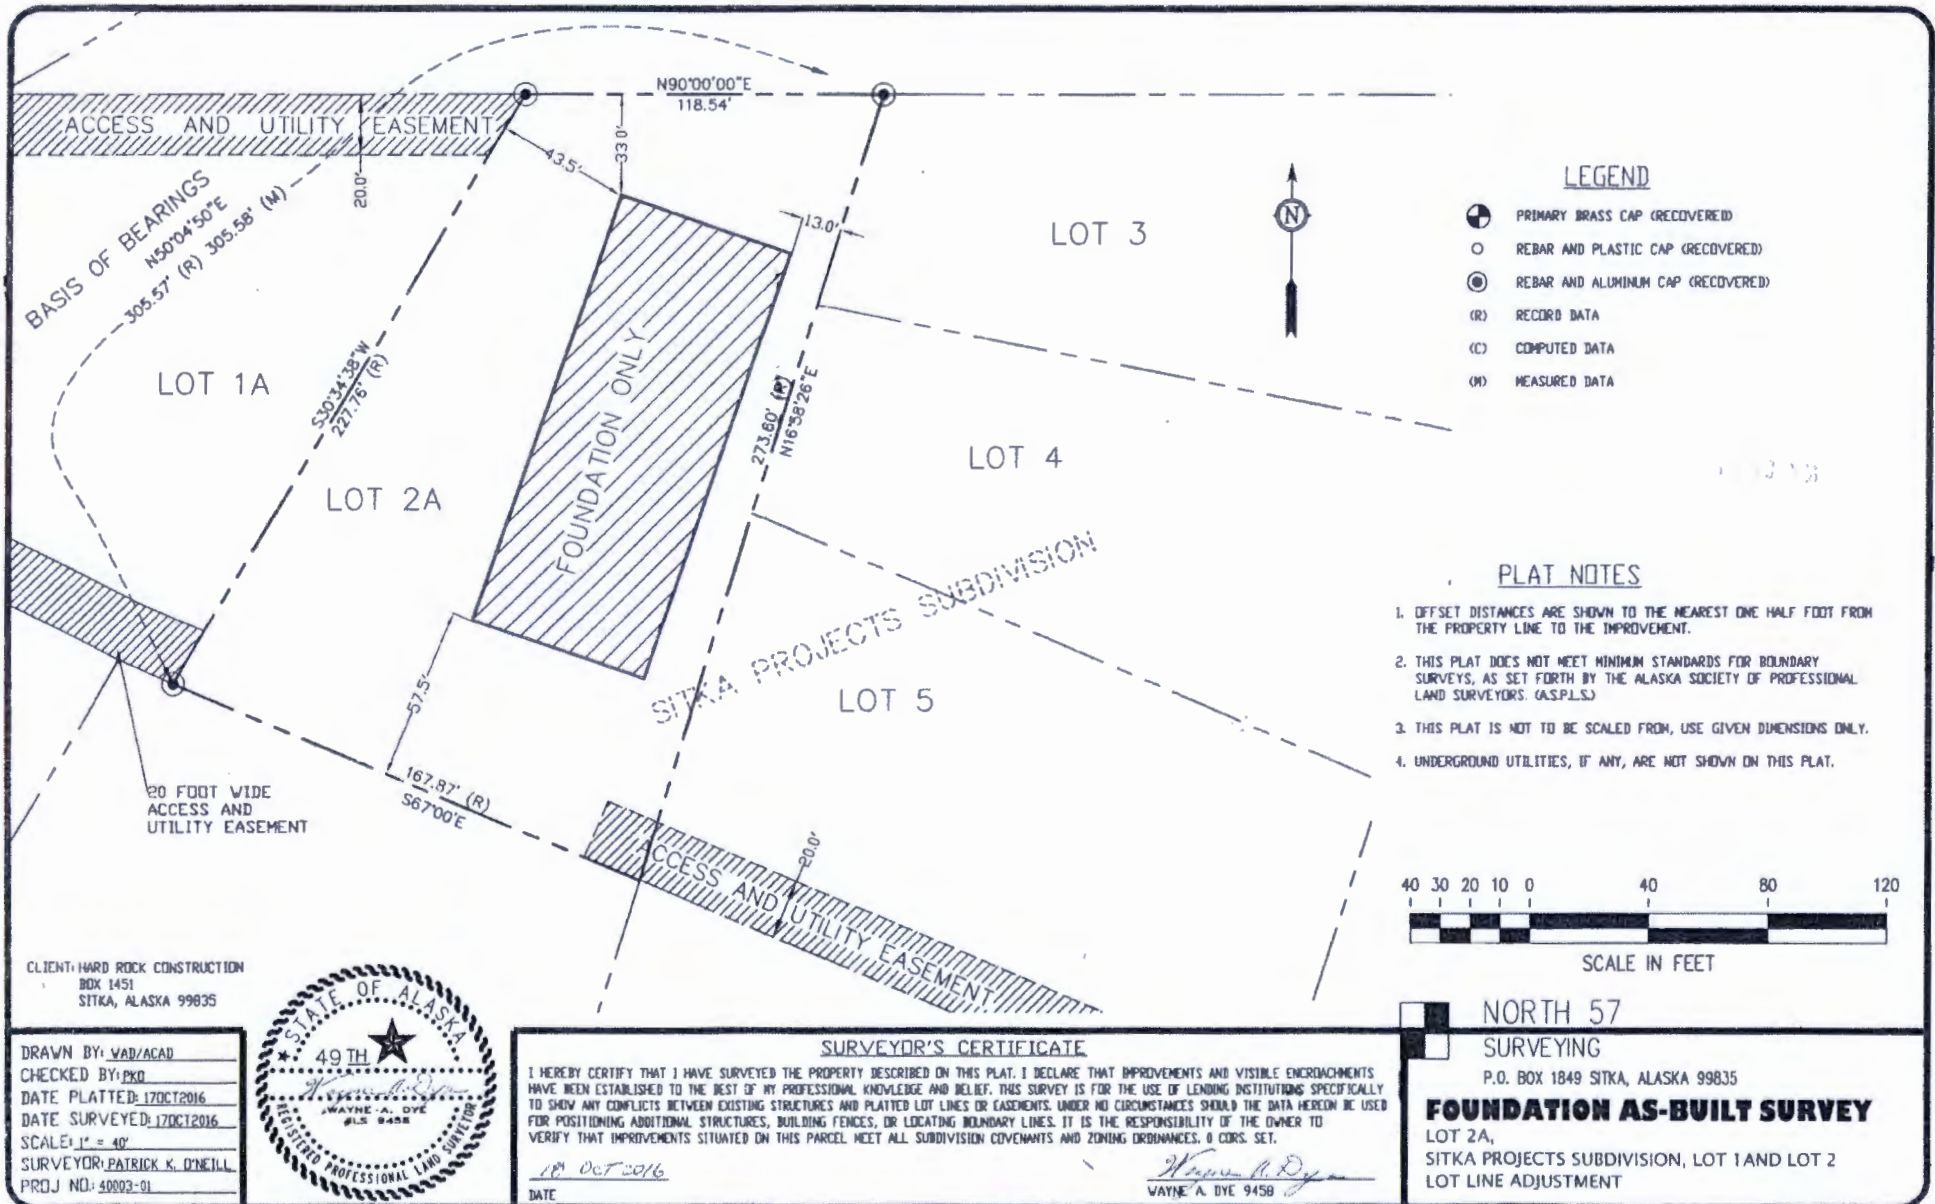 N90°00'00"E
118.54'
ACCESS AND UTILITY EASEMENT
20.0'
43.5'
33.0'
13.0'
BASIS OF BEARINGS
N50°04'50"E
305.57' (R) 305.58' (M)
LOT 1A
S30°34'38"W
227.76' (R)
LOT 2A
FOUNDATION ONLY
273.80' (R)
N16°58'26"E
LOT 3
LOT 4
LOT 5
SITKA PROJECTS SUBDIVISION
57.5'
167.87' (R)
S67°00'E
20 FOOT WIDE
ACCESS AND
UTILITY EASEMENT
ACCESS AND UTILITY EASEMENT
20.0'
N
LEGEND
PRIMARY BRASS CAP (RECOVERED)
REBAR AND PLASTIC CAP (RECOVERED)
REBAR AND ALUMINUM CAP (RECOVERED)
(R) RECORD DATA
(C) COMPUTED DATA
(M) MEASURED DATA
PLAT NOTES
1. OFFSET DISTANCES ARE SHOWN TO THE NEAREST ONE HALF FOOT FROM
THE PROPERTY LINE TO THE IMPROVEMENT.
2. THIS PLAT DOES NOT MEET MINIMUM STANDARDS FOR BOUNDARY
SURVEYS, AS SET FORTH BY THE ALASKA SOCIETY OF PROFESSIONAL
LAND SURVEYORS. (A.S.P.L.S.)
3. THIS PLAT IS NOT TO BE SCALED FROM, USE GIVEN DIMENSIONS ONLY.
4. UNDERGROUND UTILITIES, IF ANY, ARE NOT SHOWN ON THIS PLAT.
40 30 20 10 0 40 80 120
SCALE IN FEET
CLIENT: HARD ROCK CONSTRUCTION
BOX 1451
SITKA, ALASKA 99835
DRAWN BY: WAD/ACAD
CHECKED BY: PKO
DATE PLATTED: 17OCT2016
DATE SURVEYED: 17OCT2016
SCALE: 1" = 40'
SURVEYOR: PATRICK K. O'NEILL
PROJ NO.: 40003-01
STATE OF ALASKA
49 TH
Wayne A. Dye
WAYNE A. DYE
#LS 9458
REGISTERED PROFESSIONAL LAND SURVEYOR
SURVEYOR'S CERTIFICATE
I HEREBY CERTIFY THAT I HAVE SURVEYED THE PROPERTY DESCRIBED ON THIS PLAT. I DECLARE THAT IMPROVEMENTS AND VISIBLE ENCROACHMENTS
HAVE BEEN ESTABLISHED TO THE BEST OF MY PROFESSIONAL KNOWLEDGE AND BELIEF. THIS SURVEY IS FOR THE USE OF LENDING INSTITUTIONS SPECIFICALLY
TO SHOW ANY CONFLICTS BETWEEN EXISTING STRUCTURES AND PLATTED LOT LINES OR EASEMENTS. UNDER NO CIRCUMSTANCES SHOULD THE DATA HEREON BE USED
FOR POSITIONING ADDITIONAL STRUCTURES, BUILDING FENCES, OR LOCATING BOUNDARY LINES. IT IS THE RESPONSIBILITY OF THE OWNER TO
VERIFY THAT IMPROVEMENTS SITUATED ON THIS PARCEL MEET ALL SUBDIVISION COVENANTS AND ZONING ORDINANCES. 0 CORS. SET.
18 OCT 2016
DATE
Wayne A. Dye
WAYNE A. DYE 9458
NORTH 57
SURVEYING
P.O. BOX 1849 SITKA, ALASKA 99835
FOUNDATION AS-BUILT SURVEY
LOT 2A,
SITKA PROJECTS SUBDIVISION, LOT 1 AND LOT 2
LOT LINE ADJUSTMENT